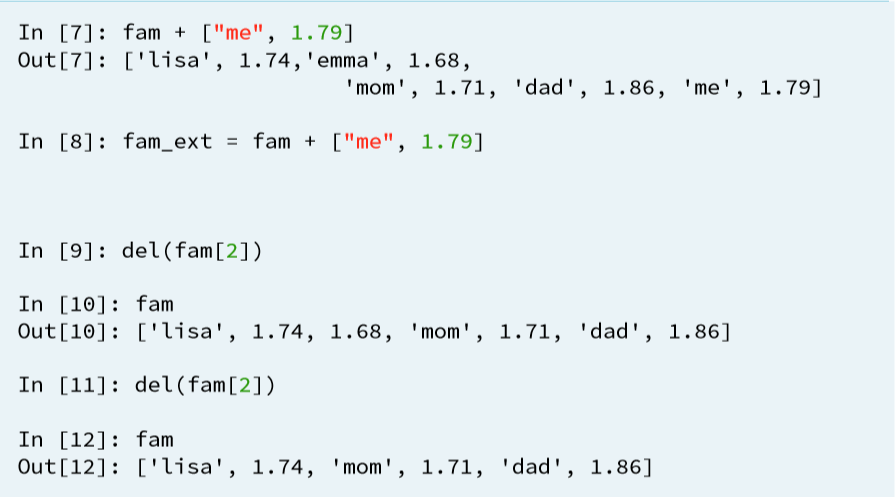 In [7]: fam + ["me", 1.79]
Out[7]: ['lisa', 1.74,'emma', 1.68,
'mom', 1.71, 'dad', 1.86, 'me', 1.79]
In [8]: fam_ext = fam + ["me", 1.79]
In [9]: del(fam[2])
In [10]: fam
Out[10]: ['lisa', 1.74, 1.68, 'mom', 1.71, 'dad', 1.86]
In [11]: del(fam[2])
In [12]: fam
Out[12]: ['lisa', 1.74, 'mom', 1.71, 'dad', 1.86]